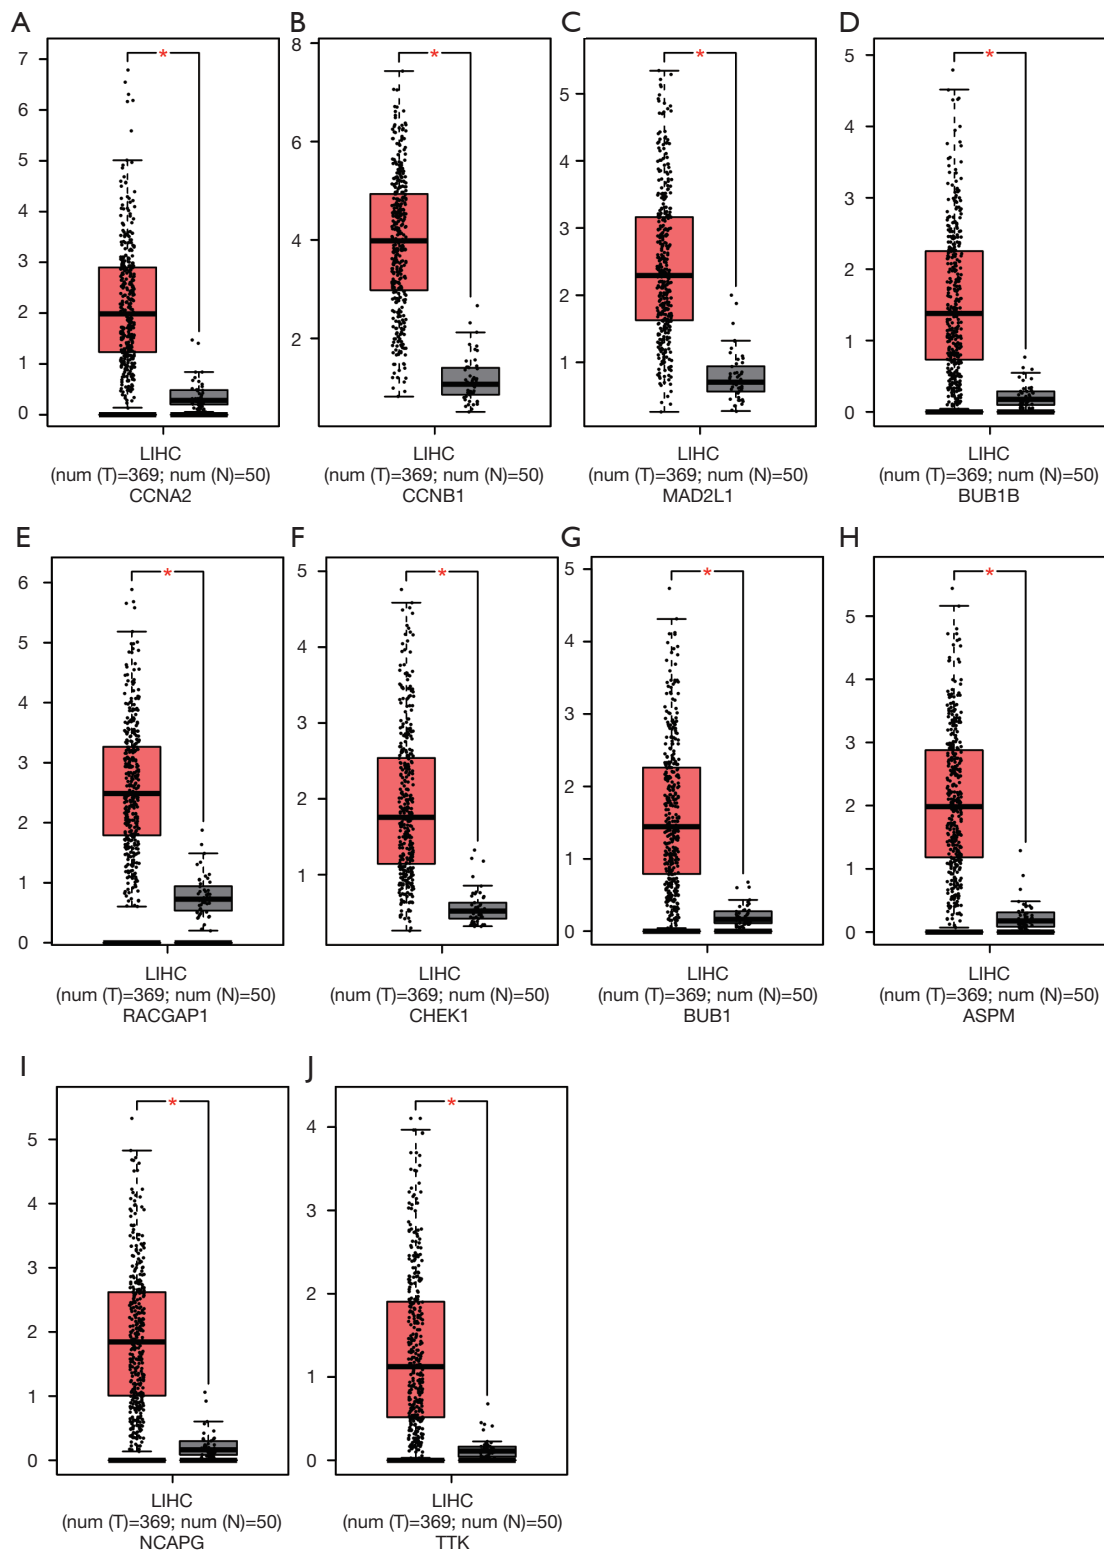 A
7
6
5
4
3
2
1
0
*
LIHC
(num (T)=369; num (N)=50)
CCNA2
B
8
6
4
2
*
LIHC
(num (T)=369; num (N)=50)
CCNB1
C
5
4
3
2
1
*
LIHC
(num (T)=369; num (N)=50)
MAD2L1
D
5
4
3
2
1
0
*
LIHC
(num (T)=369; num (N)=50)
BUB1B
E
6
5
4
3
2
1
0
*
LIHC
(num (T)=369; num (N)=50)
RACGAP1
F
5
4
3
2
1
*
LIHC
(num (T)=369; num (N)=50)
CHEK1
G
5
4
3
2
1
0
*
LIHC
(num (T)=369; num (N)=50)
BUB1
H
5
4
3
2
1
0
*
LIHC
(num (T)=369; num (N)=50)
ASPM
I
5
4
3
2
1
0
*
LIHC
(num (T)=369; num (N)=50)
NCAPG
J
4
3
2
1
0
*
LIHC
(num (T)=369; num (N)=50)
TTK